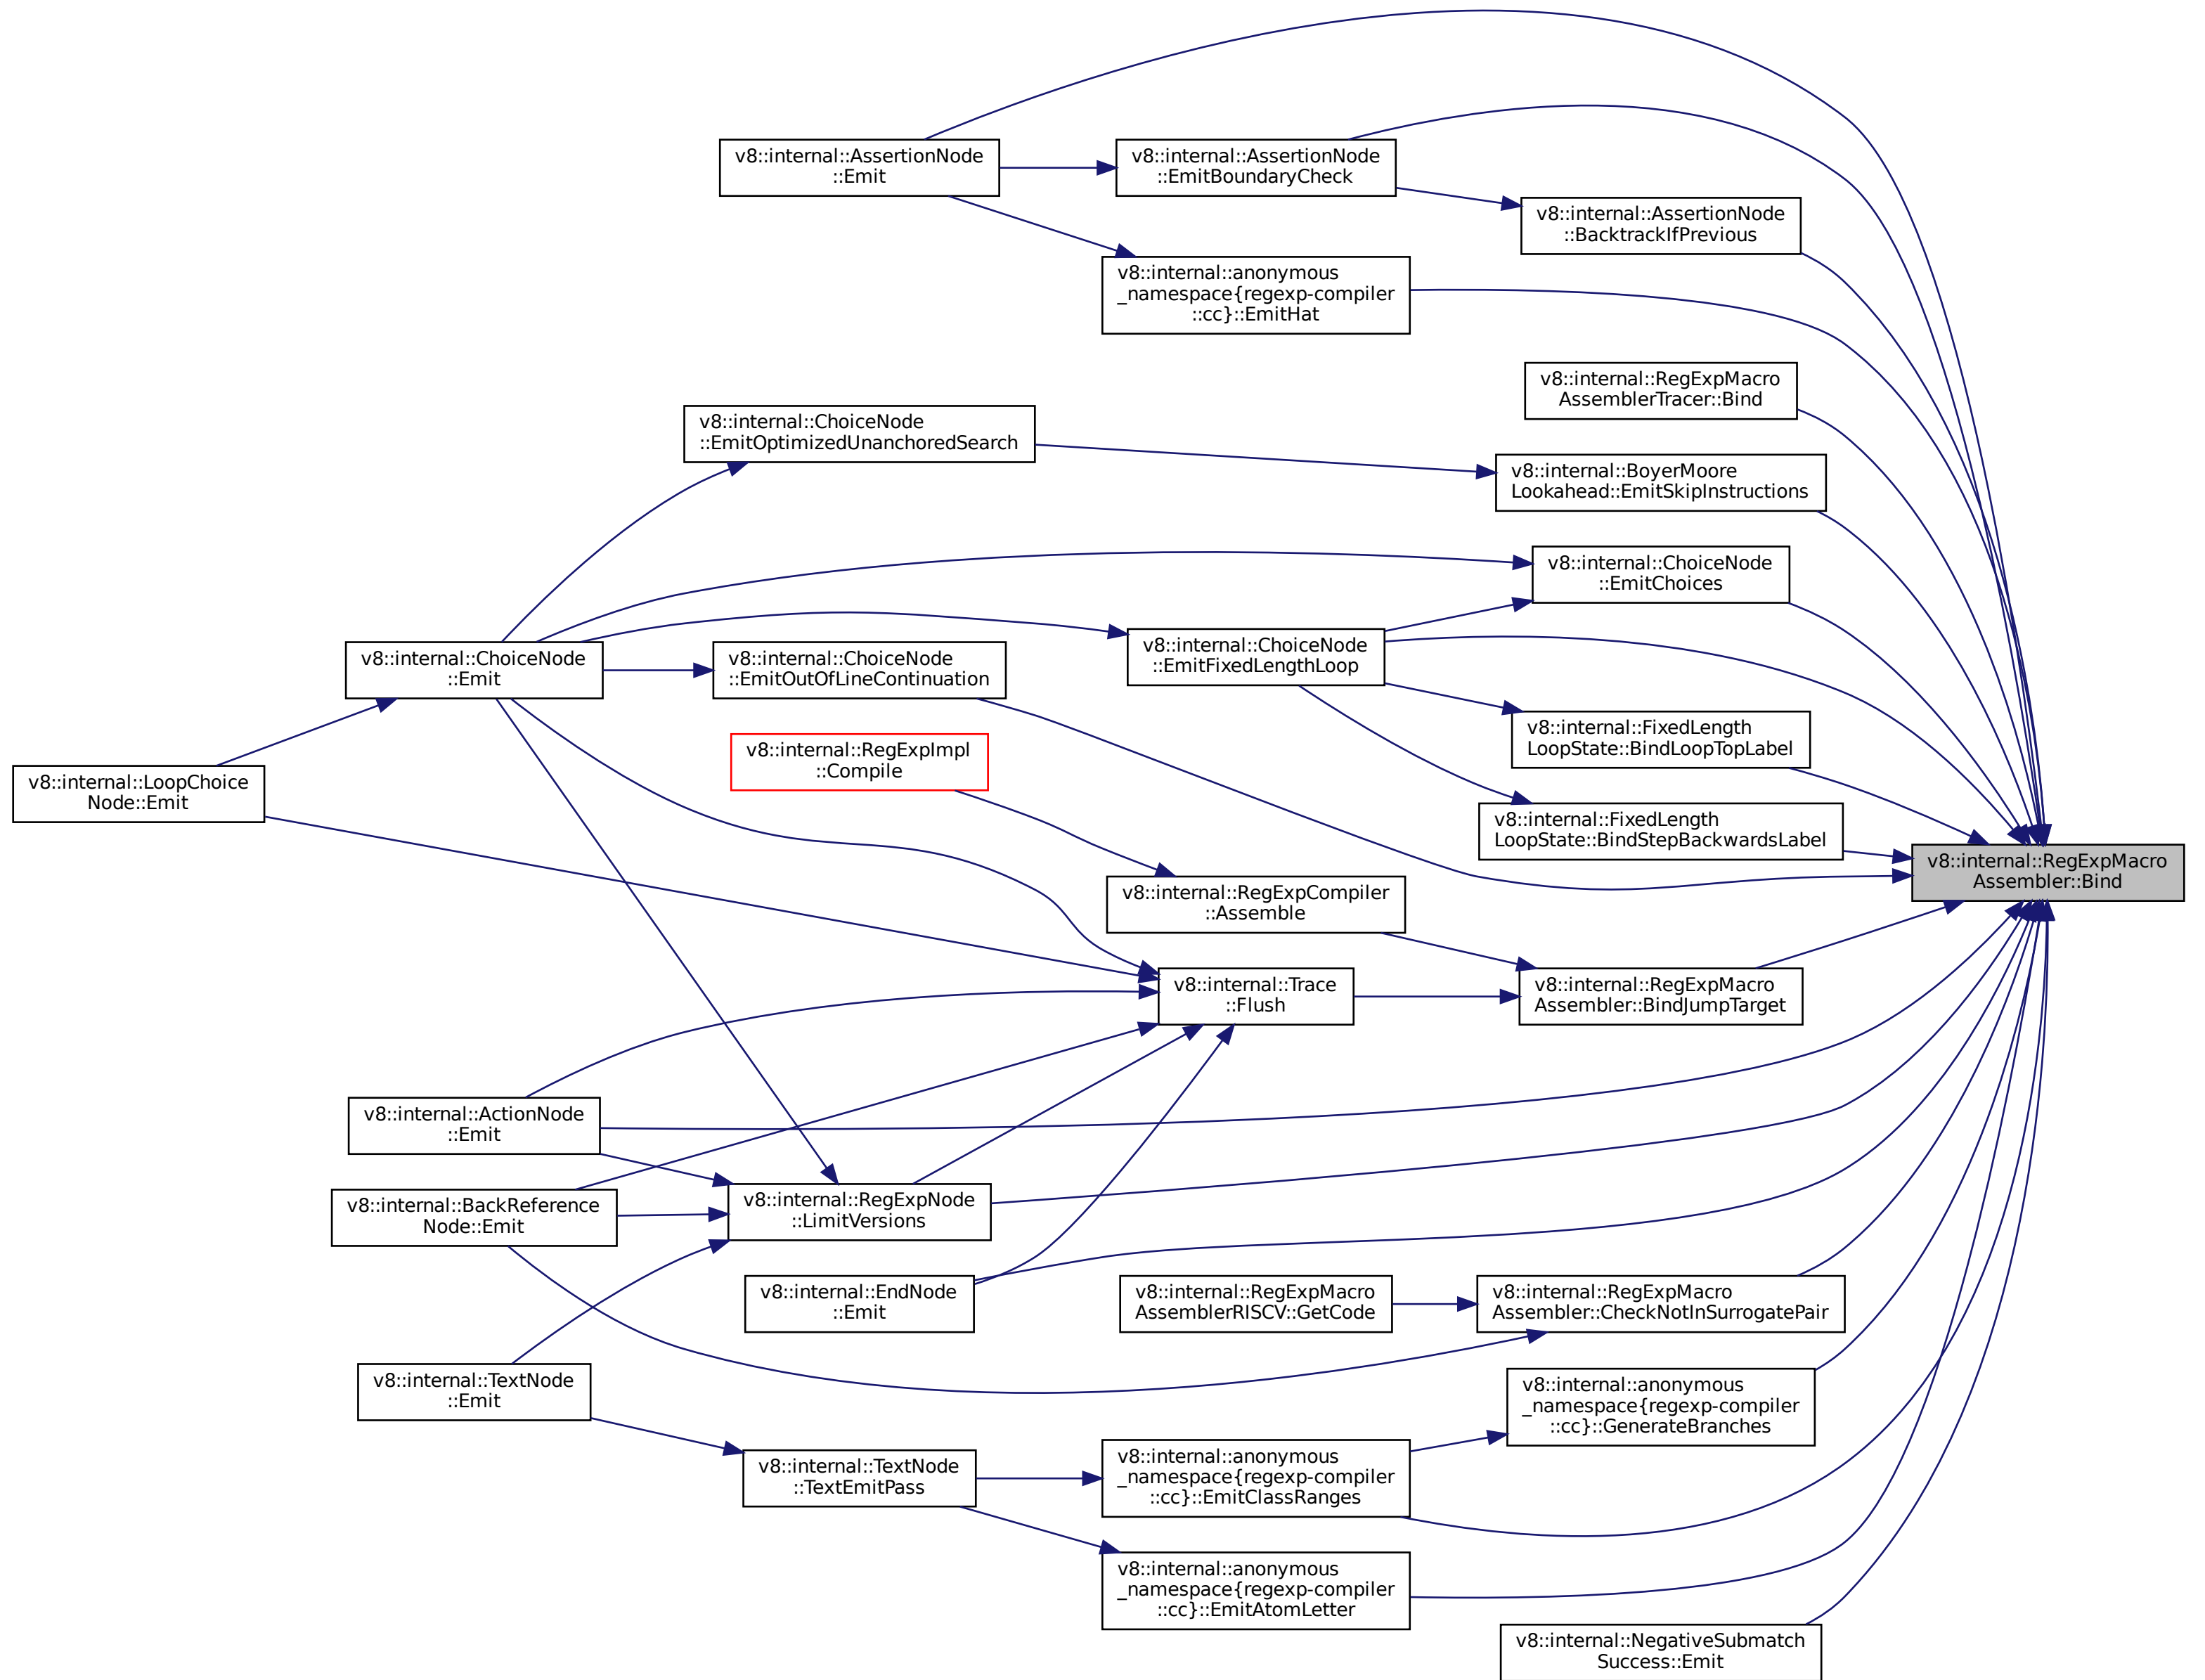 v8::internal::AssertionNode
::Emit
v8::internal::AssertionNode
::EmitBoundaryCheck
v8::internal::AssertionNode
::BacktrackIfPrevious
v8::internal::anonymous
_namespace{regexp-compiler
::cc}::EmitHat
v8::internal::RegExpMacro
AssemblerTracer::Bind
v8::internal::ChoiceNode
::EmitOptimizedUnanchoredSearch
v8::internal::BoyerMoore
Lookahead::EmitSkipInstructions
v8::internal::ChoiceNode
::EmitChoices
v8::internal::ChoiceNode
::Emit
v8::internal::ChoiceNode
::EmitOutOfLineContinuation
v8::internal::ChoiceNode
::EmitFixedLengthLoop
v8::internal::FixedLength
LoopState::BindLoopTopLabel
v8::internal::RegExpImpl
::Compile
v8::internal::LoopChoice
Node::Emit
v8::internal::FixedLength
LoopState::BindStepBackwardsLabel
v8::internal::RegExpMacro
Assembler::Bind
v8::internal::RegExpCompiler
::Assemble
v8::internal::Trace
::Flush
v8::internal::RegExpMacro
Assembler::BindJumpTarget
v8::internal::ActionNode
::Emit
v8::internal::BackReference
Node::Emit
v8::internal::RegExpNode
::LimitVersions
v8::internal::EndNode
::Emit
v8::internal::RegExpMacro
AssemblerRISCV::GetCode
v8::internal::RegExpMacro
Assembler::CheckNotInSurrogatePair
v8::internal::TextNode
::Emit
v8::internal::anonymous
_namespace{regexp-compiler
::cc}::GenerateBranches
v8::internal::TextNode
::TextEmitPass
v8::internal::anonymous
_namespace{regexp-compiler
::cc}::EmitClassRanges
v8::internal::anonymous
_namespace{regexp-compiler
::cc}::EmitAtomLetter
v8::internal::NegativeSubmatch
Success::Emit